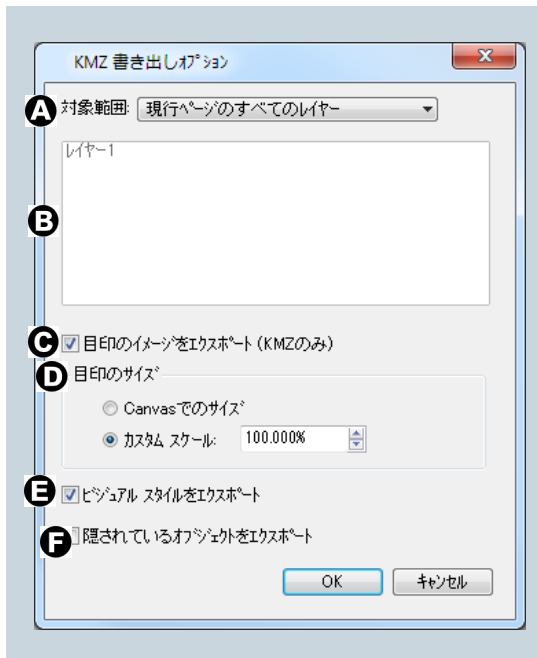 KMZ 書き出しｵﾌﾟｼｮﾝ
A 対象範囲: 現行ﾍﾟｰｼﾞのすべてのﾚｲﾔｰ
ﾚｲﾔｰ1
B
C 目印のｲﾒｰｼﾞをｴｸｽﾎﾟｰﾄ (KMZのみ)
D 目印のｻｲｽﾞ
Canvasでのｻｲｽﾞ
ｶｽﾀﾑ ｽｹｰﾙ: 100.000%
E ﾋﾞｼﾞｭｱﾙ ｽﾀｲﾙをｴｸｽﾎﾟｰﾄ
F 隠されているｵﾌﾞｼﾞｪｸﾄをｴｸｽﾎﾟｰﾄ
OK ｷｬﾝｾﾙ